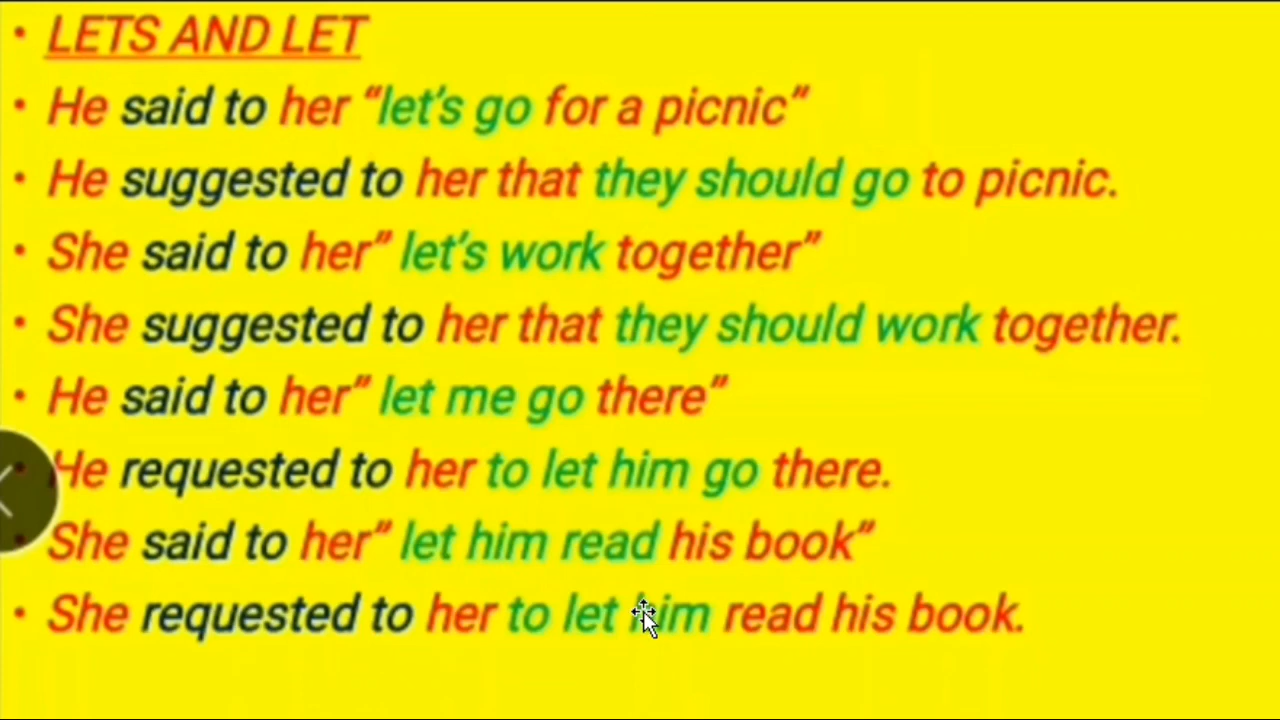 • LETS AND LET
• He said to her “let’s go for a picnic”
• He suggested to her that they should go to picnic.
• She said to her” let’s work together”
• She suggested to her that they should work together.
• He said to her” let me go there”
• He requested to her to let him go there.
• She said to her” let him read his book”
• She requested to her to let him read his book.